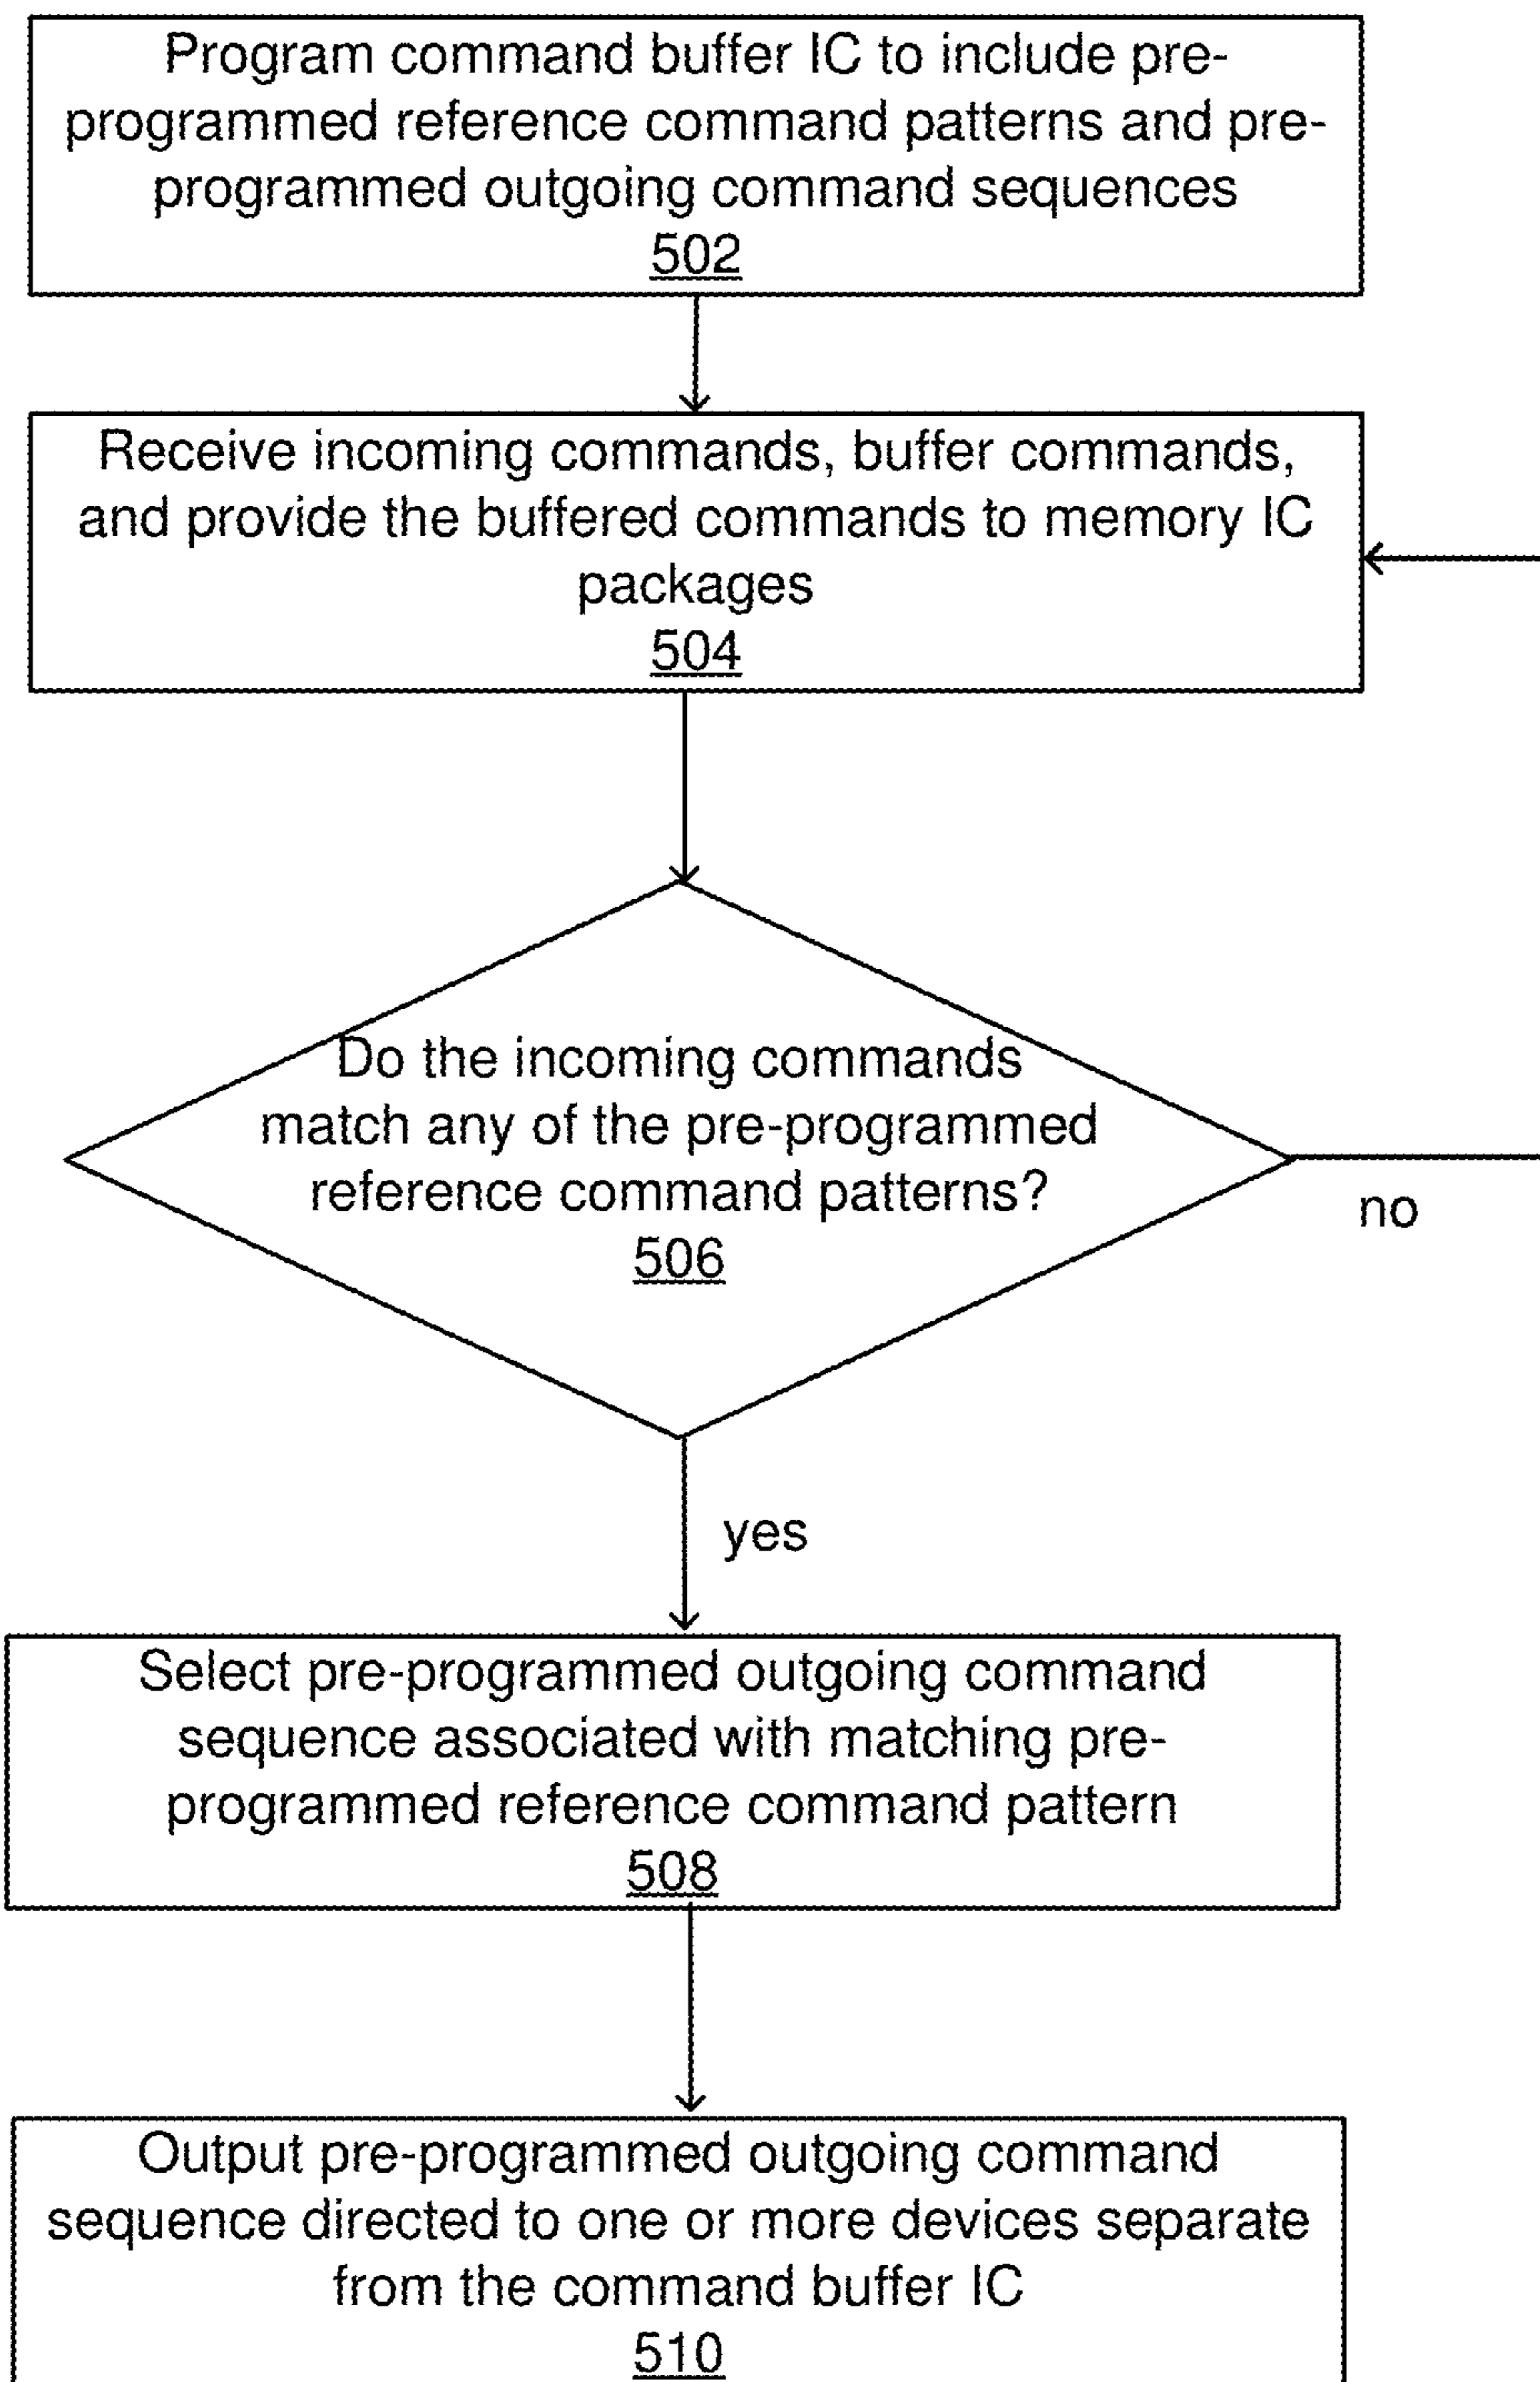 Program command buffer IC to include pre-
programmed reference command patterns and pre-
programmed outgoing command sequences
502
Receive incoming commands, buffer commands,
and provide the buffered commands to memory IC
packages
504
Do the incoming commands
match any of the pre-programmed
reference command patterns?
506
no
yes
Select pre-programmed outgoing command
sequence associated with matching pre-
programmed reference command pattern
508
Output pre-programmed outgoing command
sequence directed to one or more devices separate
from the command buffer IC
510